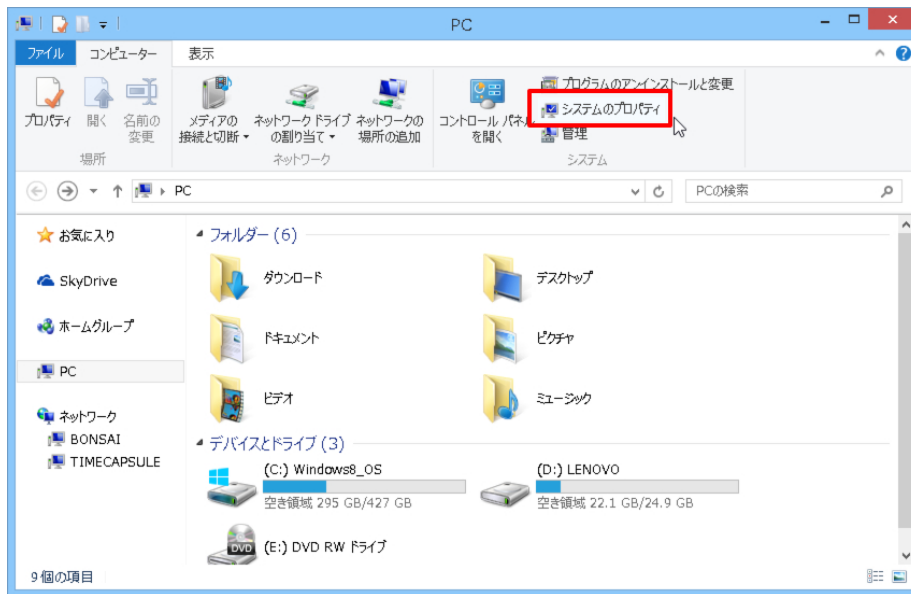 PC
ファイル コンピューター 表示
プロパティ 開く 名前の変更
メディアの接続と切断 ネットワーク ドライブの割り当て ネットワークの場所の追加
コントロール パネルを開く
プログラムのアンインストールと変更
システムのプロパティ
管理
場所 ネットワーク システム
PC PCの検索
お気に入り
SkyDrive
ホームグループ
PC
ネットワーク
BONSAI
TIMECAPSULE
フォルダー (6)
ダウンロード デスクトップ
ドキュメント ピクチャ
ビデオ ミュージック
デバイスとドライブ (3)
(C:) Windows8_OS (D:) LENOVO
空き領域 295 GB/427 GB 空き領域 22.1 GB/24.9 GB
DVD (E:) DVD RW ドライブ
9 個の項目